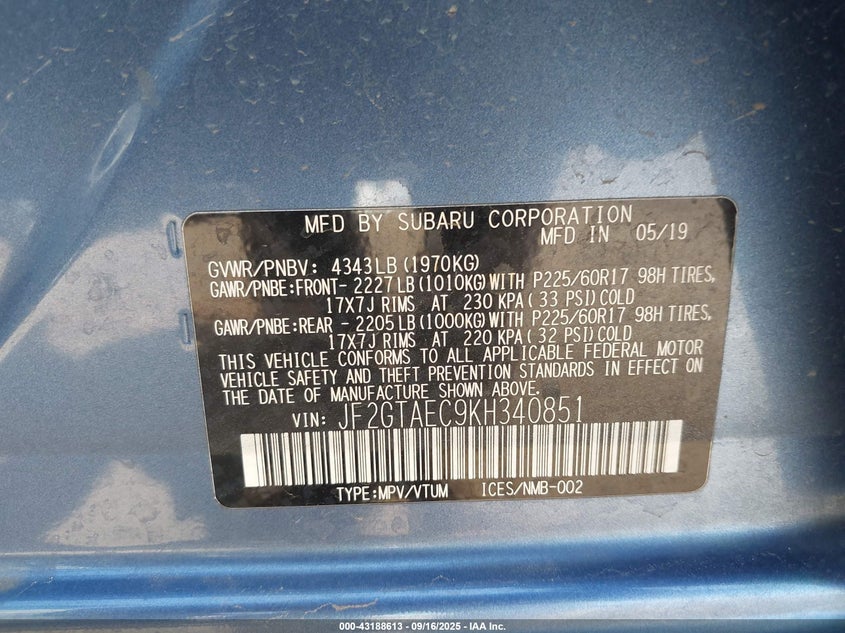 MFD BY SUBARU CORPORATION
MFD IN 05/19
GVWR/PNBV: 4343LB(1970KG)
GAWR/PNBE:FRONT- 2227LB(1010KG)WITH P225/60R17 98H TIRES,
17X7J RIMS AT 230 KPA(33 PSI)COLD
GAWR/PNBE:REAR - 2205LB(1000KG)WITH P225/60R17 98H TIRES,
17X7J RIMS AT 220 KPA(32 PSI)COLD
THIS VEHICLE CONFORMS TO ALL APPLICABLE FEDERAL MOTOR
VEHICLE SAFETY AND THEFT PREVENTION STANDARDS IN EFFECT ON
THE DATE OF MANUFACTURE SHOWN ABOVE.
VIN: JF2GTAEC9KH340851
TYPE:MPV/VTUM ICES/NMB-002
000-43188613 - 09/16/2025 - IAA Inc.